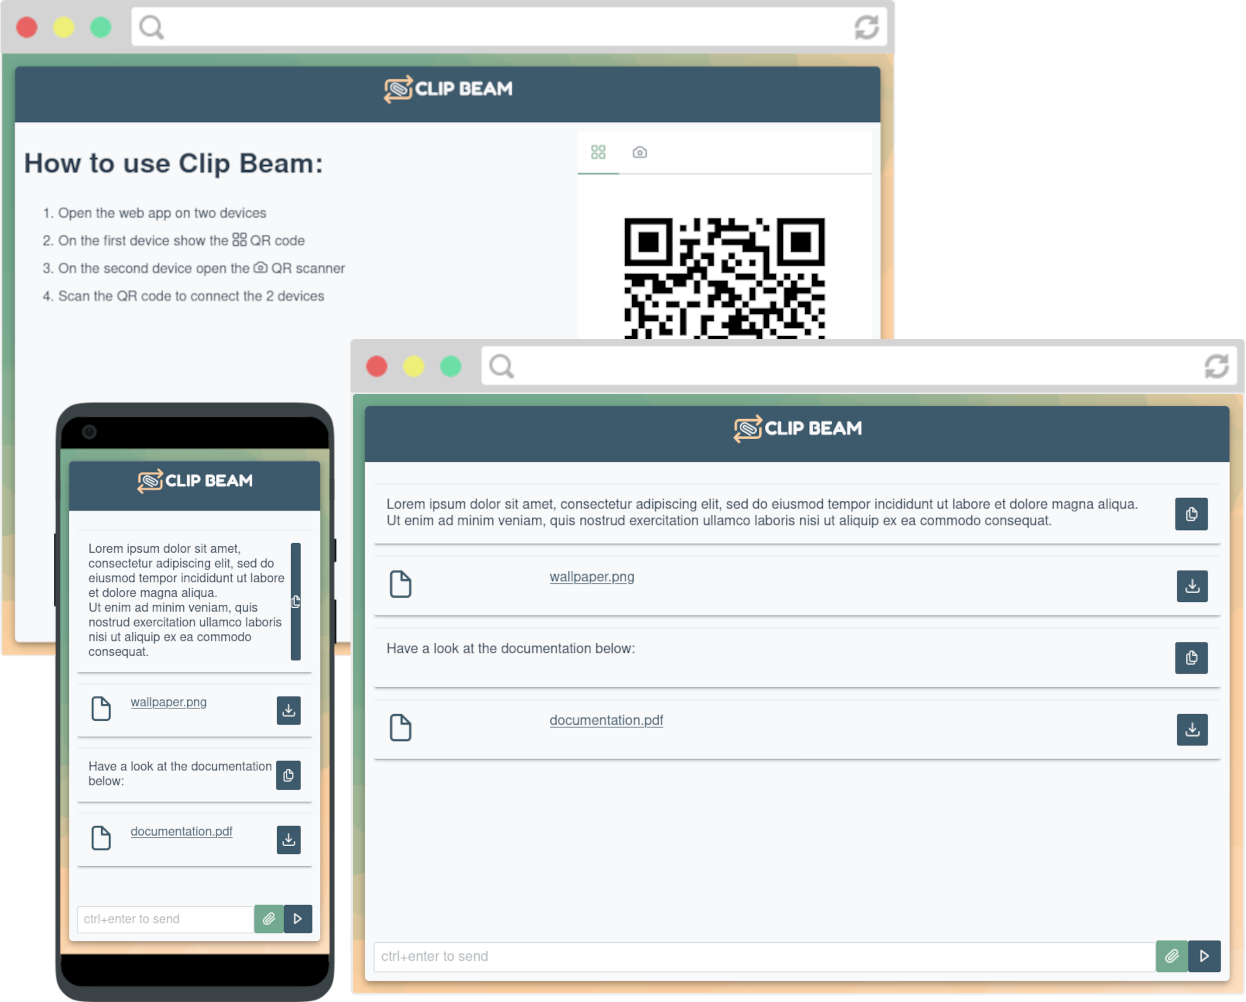 CLIP BEAM
How to use Clip Beam:
1. Open the web app on two devices
2. On the first device show the QR code
3. On the second device open the QR scanner
4. Scan the QR code to connect the 2 devices
CLIP BEAM
Lorem ipsum dolor sit amet,
consectetur adipiscing elit, sed do
eiusmod tempor incididunt ut labore
et dolore magna aliqua.
Ut enim ad minim veniam, quis
nostrud exercitation ullamco laboris
nisi ut aliquip ex ea commodo
consequat.
wallpaper.png
Have a look at the documentation
below:
documentation.pdf
ctrl+enter to send
CLIP BEAM
Lorem ipsum dolor sit amet, consectetur adipiscing elit, sed do eiusmod tempor incididunt ut labore et dolore magna aliqua.
Ut enim ad minim veniam, quis nostrud exercitation ullamco laboris nisi ut aliquip ex ea commodo consequat.
wallpaper.png
Have a look at the documentation below:
documentation.pdf
ctrl+enter to send